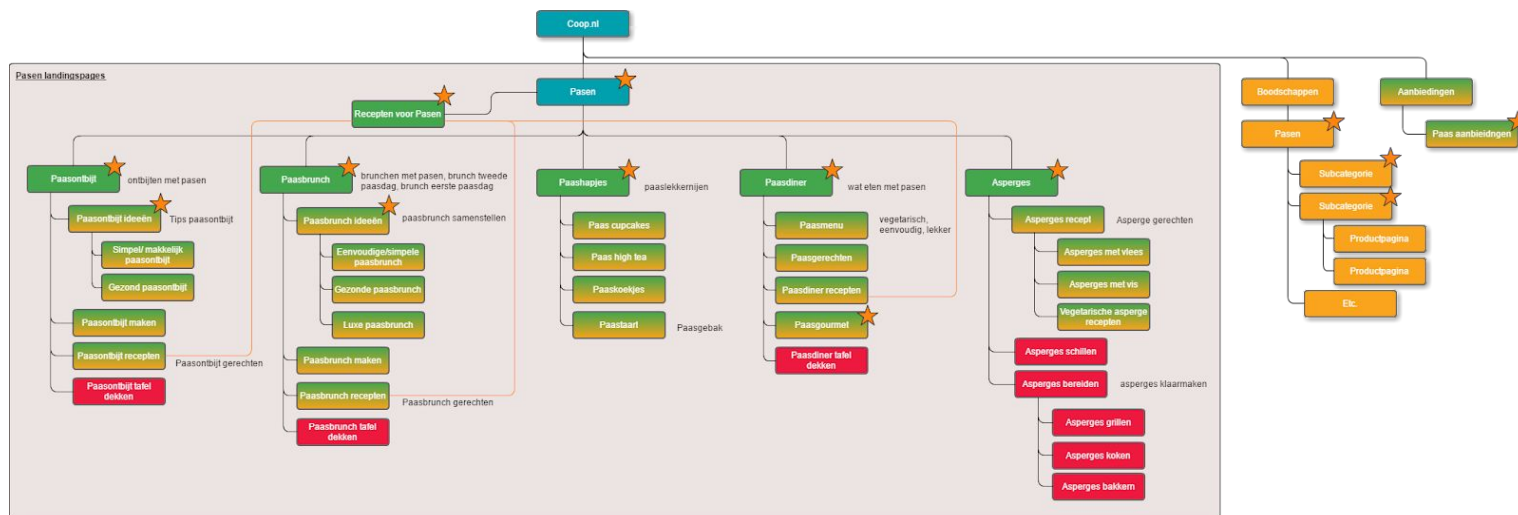 Coop.nl
Pasen landingspages
Pasen
Recepten voor Pasen
Boodschappen
Aanbiedingen
Pasen
Paas aanbieidngen
Subcategorie
Subcategorie
Productpagina
Productpagina
Etc.
Paasontbijt
ontbijten met pasen
Paasontbijt ideeën
Tips paasontbijt
Simpel/ makkelijk
paasontbijt
Gezond paasontbijt
Paasontbijt maken
Paasontbijt recepten
Paasontbijt gerechten
Paasontbijt tafel
dekken
Paasbrunch
brunchen met pasen, brunch tweede
paasdag, brunch eerste paasdag
Paasbrunch ideeën
paasbrunch samenstellen
Eenvoudige/simpele
paasbrunch
Gezonde paasbrunch
Luxe paasbrunch
Paasbrunch maken
Paasbrunch recepten
Paasbrunch gerechten
Paasbrunch tafel
dekken
Paashapjes
paaslekkernijen
Paas cupcakes
Paas high tea
Paaskoekjes
Paastaart
Paasgebak
Paasdiner
wat eten met pasen
Paasmenu
vegetarisch,
eenvoudig, lekker
Paasgerechten
Paasdiner recepten
Paasgourmet
Paasdiner tafel
dekken
Asperges
Asperges recept
Asperge gerechten
Asperges met vlees
Asperges met vis
Vegetarische asperge
recepten
Asperges schillen
Asperges bereiden
asperges klaarmaken
Asperges grillen
Asperges koken
Asperges bakkern